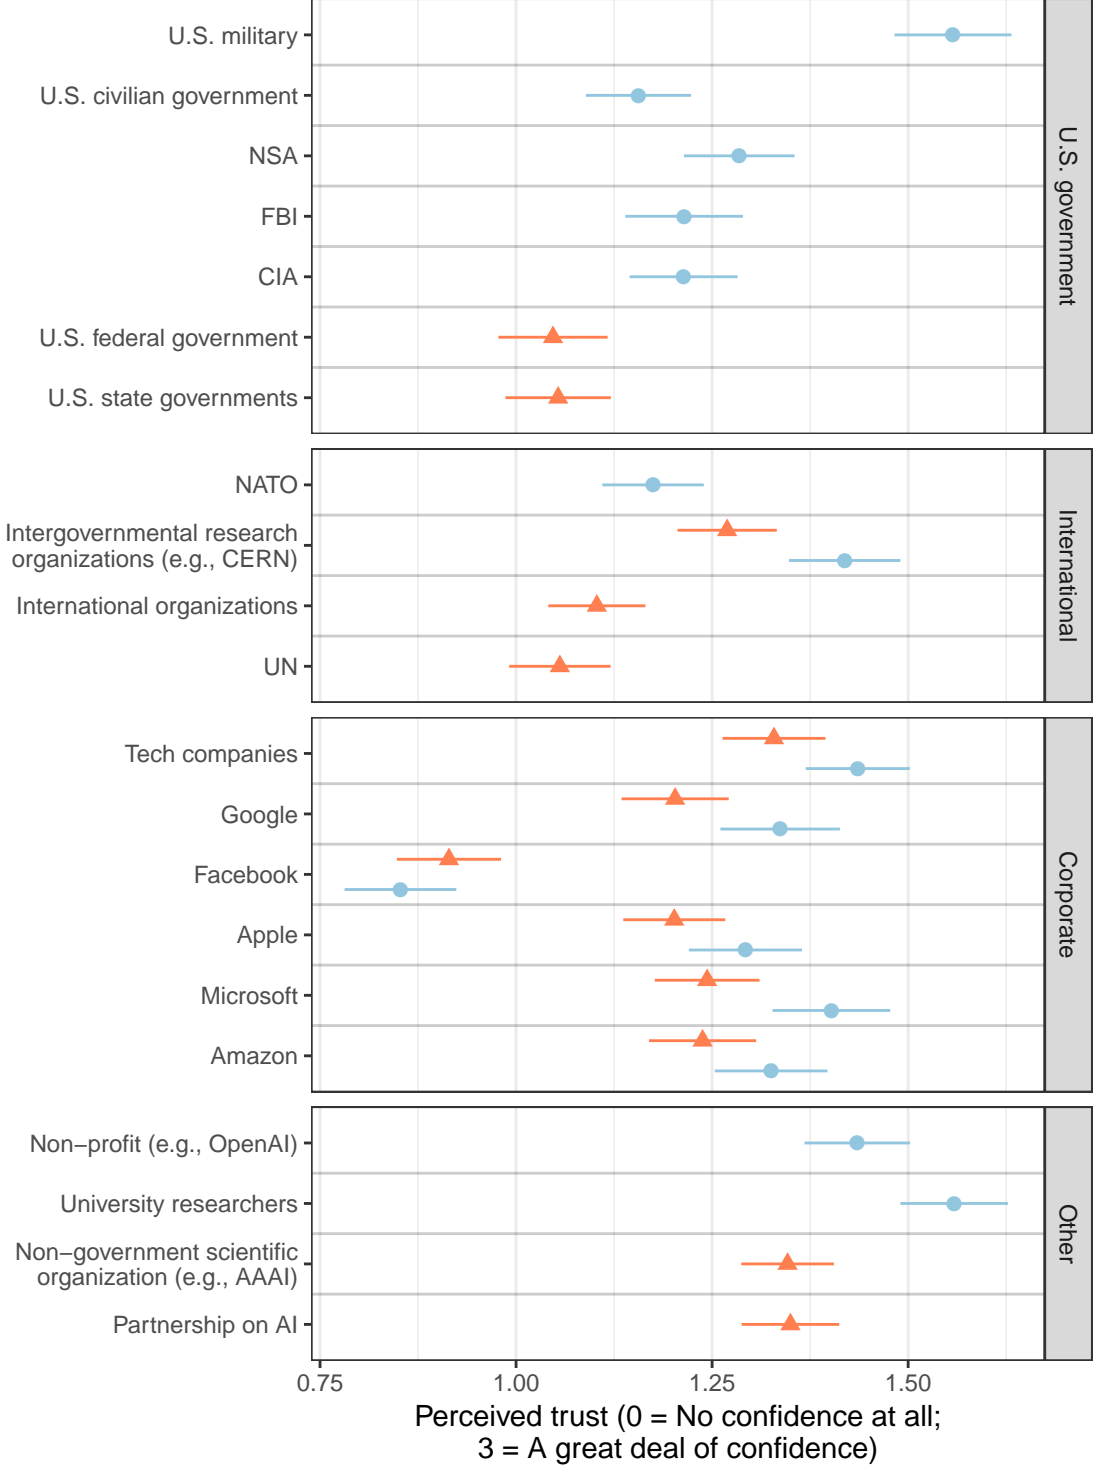 U.S. military
U.S. civilian government
NSA
FBI
CIA
U.S. federal government
U.S. state governments
U.S. government
NATO
Intergovernmental research
organizations (e.g., CERN)
International organizations
UN
International
Tech companies
Google
Facebook
Apple
Microsoft
Amazon
Corporate
Non−profit (e.g., OpenAI)
University researchers
Non−government scientific
organization (e.g., AAAI)
Partnership on AI
Other
0.75 1.00 1.25 1.50
Perceived trust (0 = No confidence at all;
3 = A great deal of confidence)